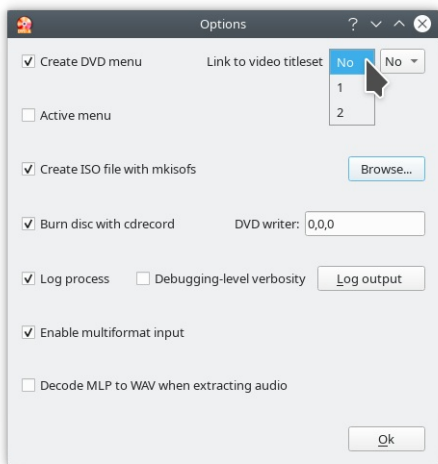 Options
Create DVD menu Link to video titleset No No
1
2
Active menu
Create ISO file with mkisofs Browse...
Burn disc with cdrecord DVD writer: 0,0,0
Log process Debugging-level verbosity Log output
Enable multiformat input
Decode MLP to WAV when extracting audio
Ok